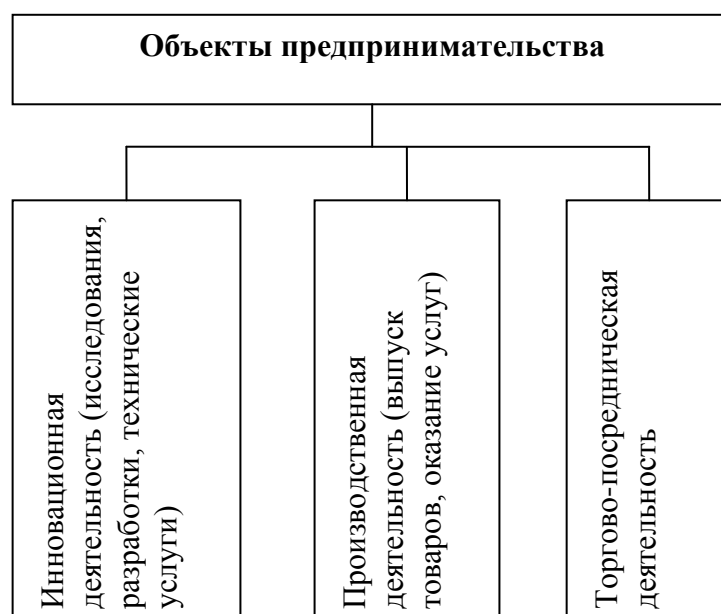 Объекты предпринимательства
Инновационная
деятельность (исследования,
разработки, технические
услуги)
Производственная
деятельность (выпуск
товаров, оказание услуг)
Торгово-посредническая
деятельность